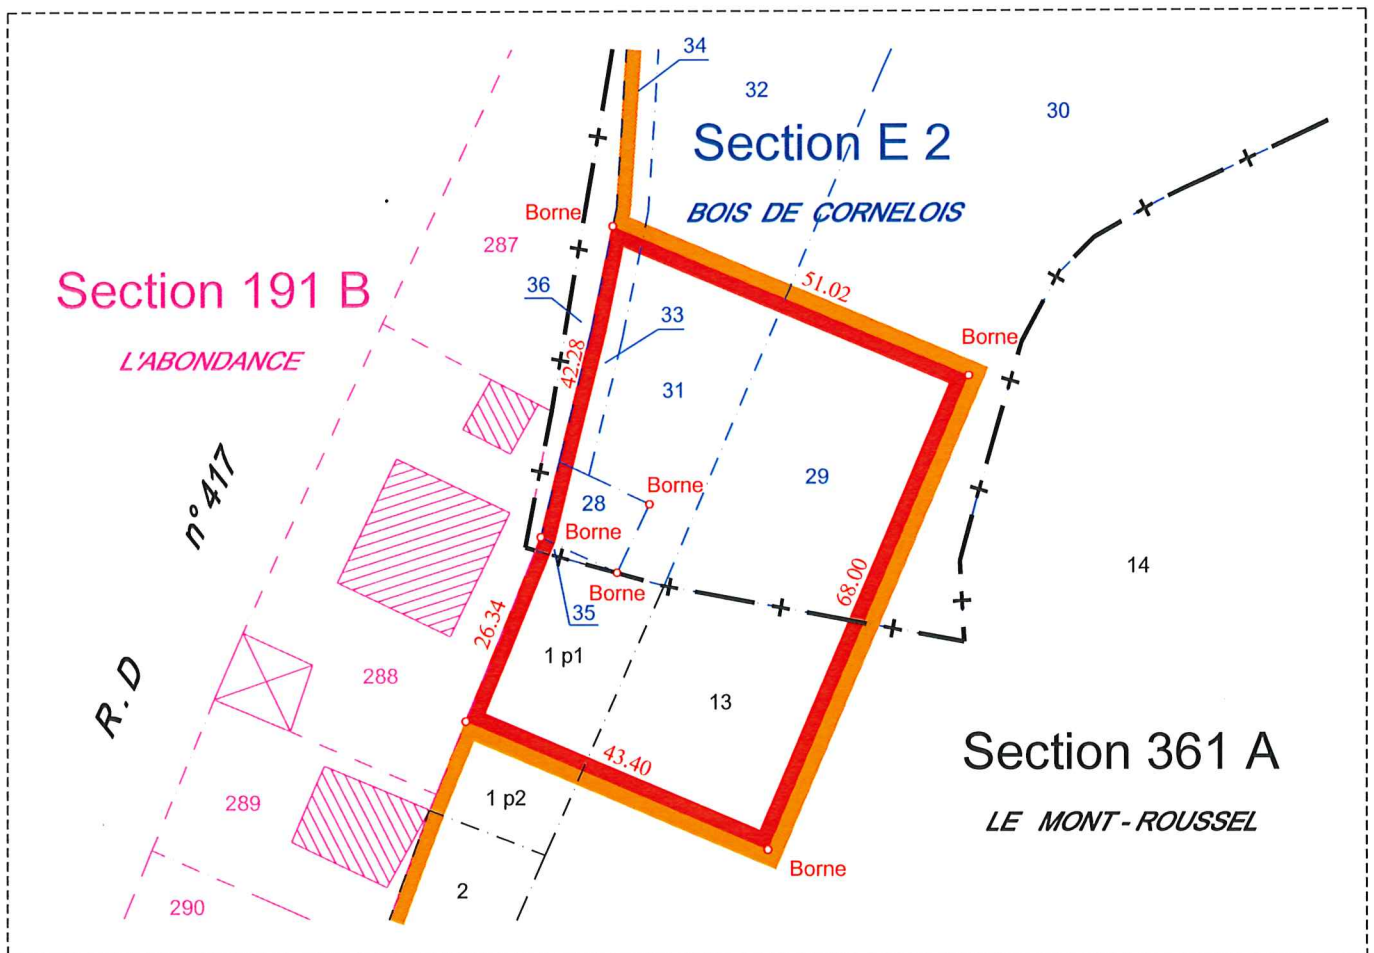 34
32
30
Section E 2
BOIS DE CORNELOIS
Borne
287
Section 191 B
36
51.02
33
Borne
L'ABONDANCE
42.28
31
n° 417
29
Borne
28
Borne
14
Borne
35
68.00
26.34
1 p1
288
13
R.D
Section 361 A
43.40
1 p2
289
LE MONT - ROUSSEL
Borne
2
290